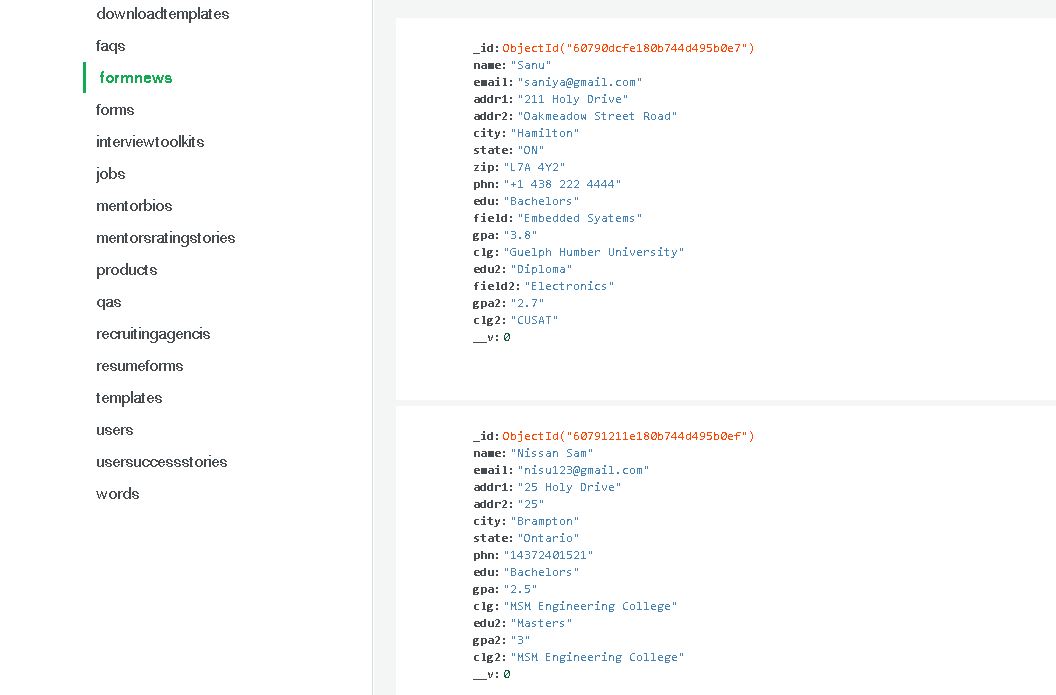 downloadtemplates
faqs
formnews
forms
interviewtoolkits
jobs
mentorbios
mentorsratingstories
products
qas
recruitingagencis
resumeforms
templates
users
usersuccessstories
words
_id: ObjectId("60790dcfe180b744d495b0e7")
name: "Sanu"
email: "saniya@gmail.com"
addr1: "211 Holy Drive"
addr2: "Oakmeadow Street Road"
city: "Hamilton"
state: "ON"
zip: "L7A 4Y2"
phn: "+1 438 222 4444"
edu: "Bachelors"
field: "Embedded Syatems"
gpa: "3.8"
clg: "Guelph Humber University"
edu2: "Diploma"
field2: "Electronics"
gpa2: "2.7"
clg2: "CUSAT"
__v: 0
_id: ObjectId("60791211e180b744d495b0ef")
name: "Nissan Sam"
email: "nisu123@gmail.com"
addr1: "25 Holy Drive"
addr2: "25"
city: "Brampton"
state: "Ontario"
phn: "14372401521"
edu: "Bachelors"
gpa: "2.5"
clg: "MSM Engineering College"
edu2: "Masters"
gpa2: "3"
clg2: "MSM Engineering College"
__v: 0